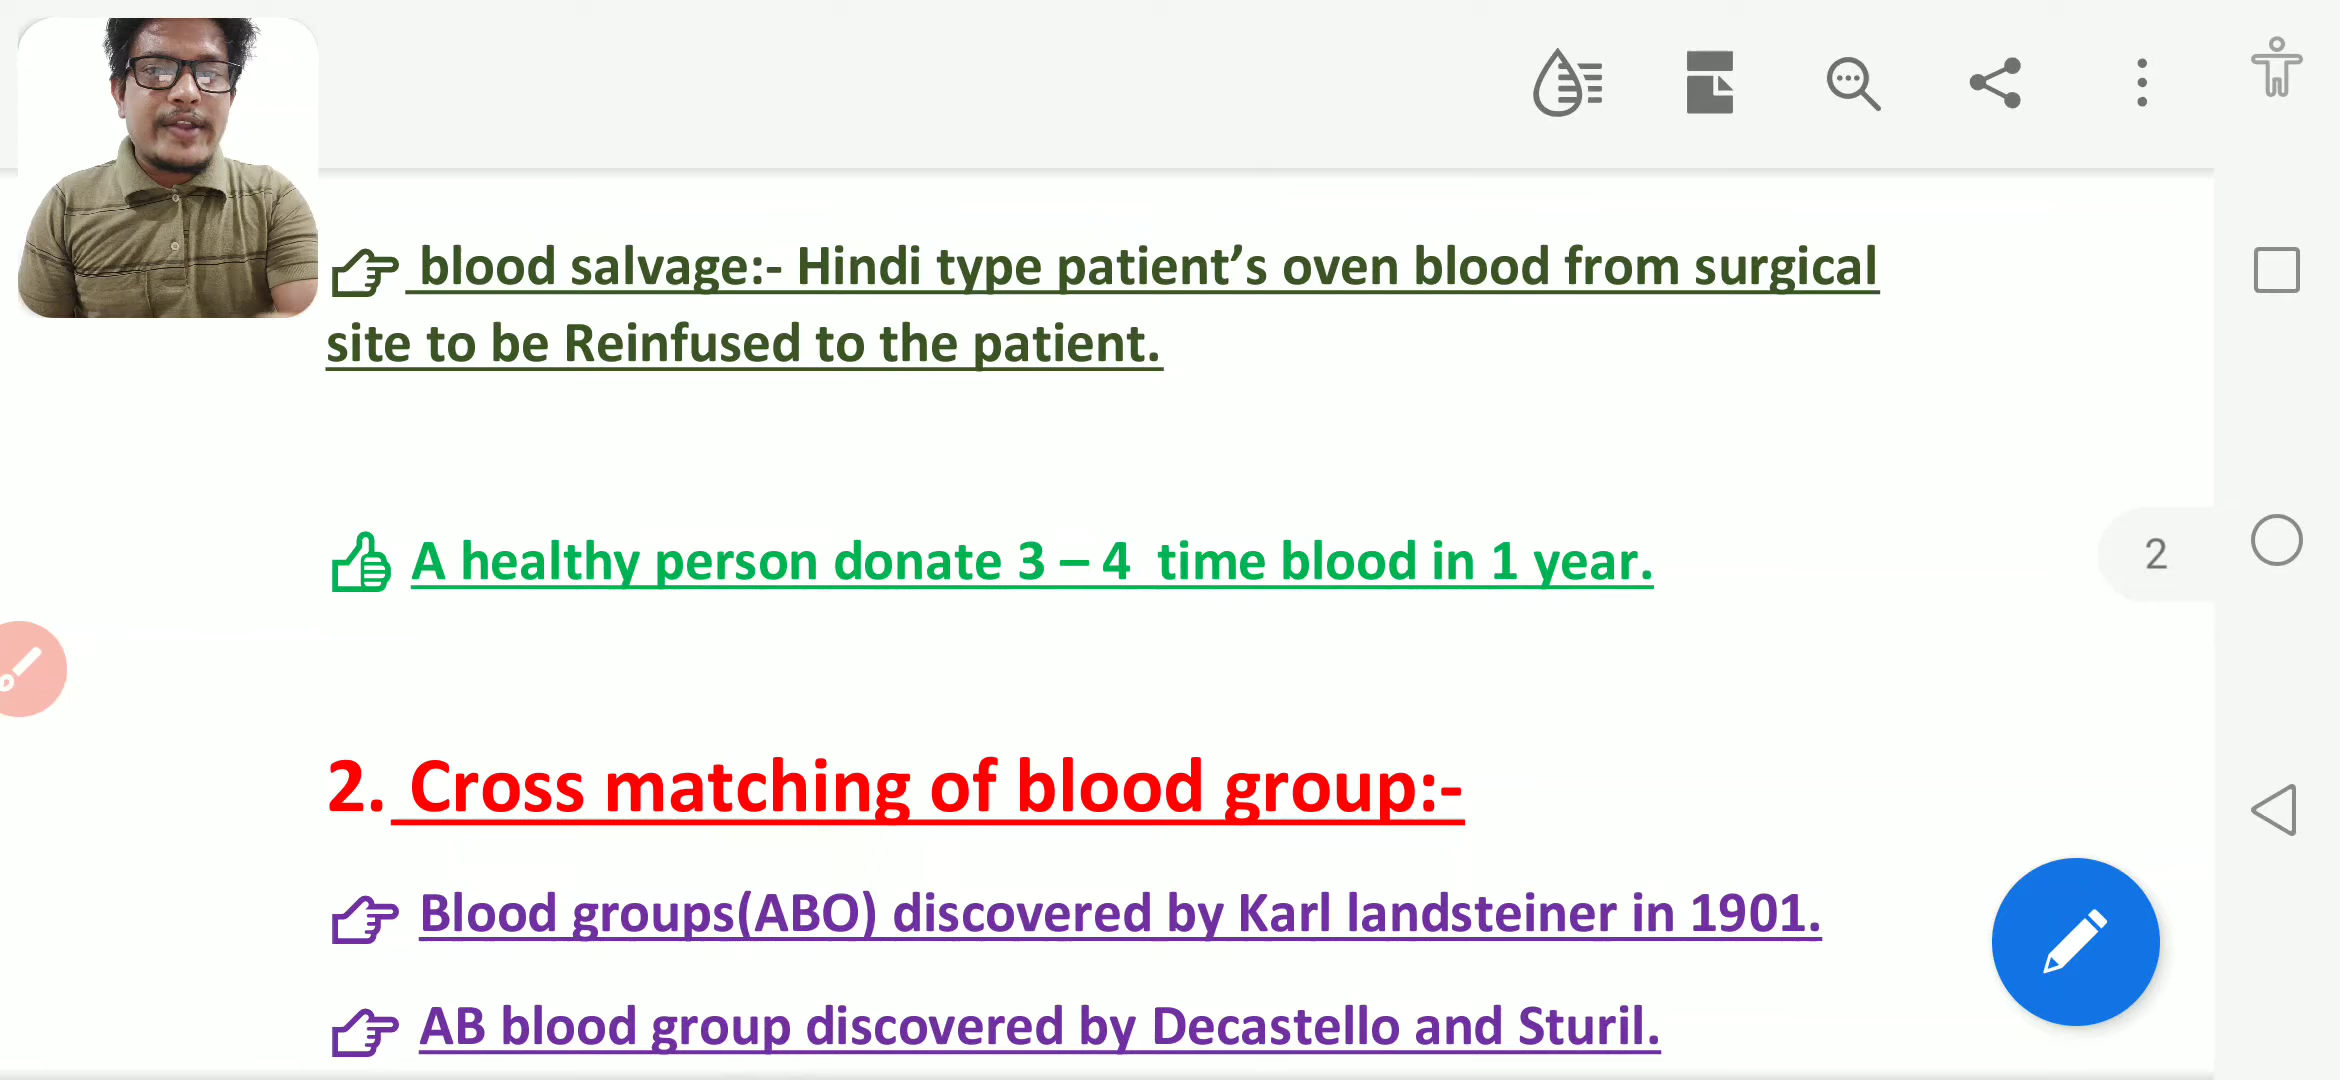 blood salvage:- Hindi type patient’s oven blood from surgical
site to be Reinfused to the patient.
A healthy person donate 3 – 4 time blood in 1 year.
2
2. Cross matching of blood group:-
Blood groups(ABO) discovered by Karl landsteiner in 1901.
AB blood group discovered by Decastello and Sturil.